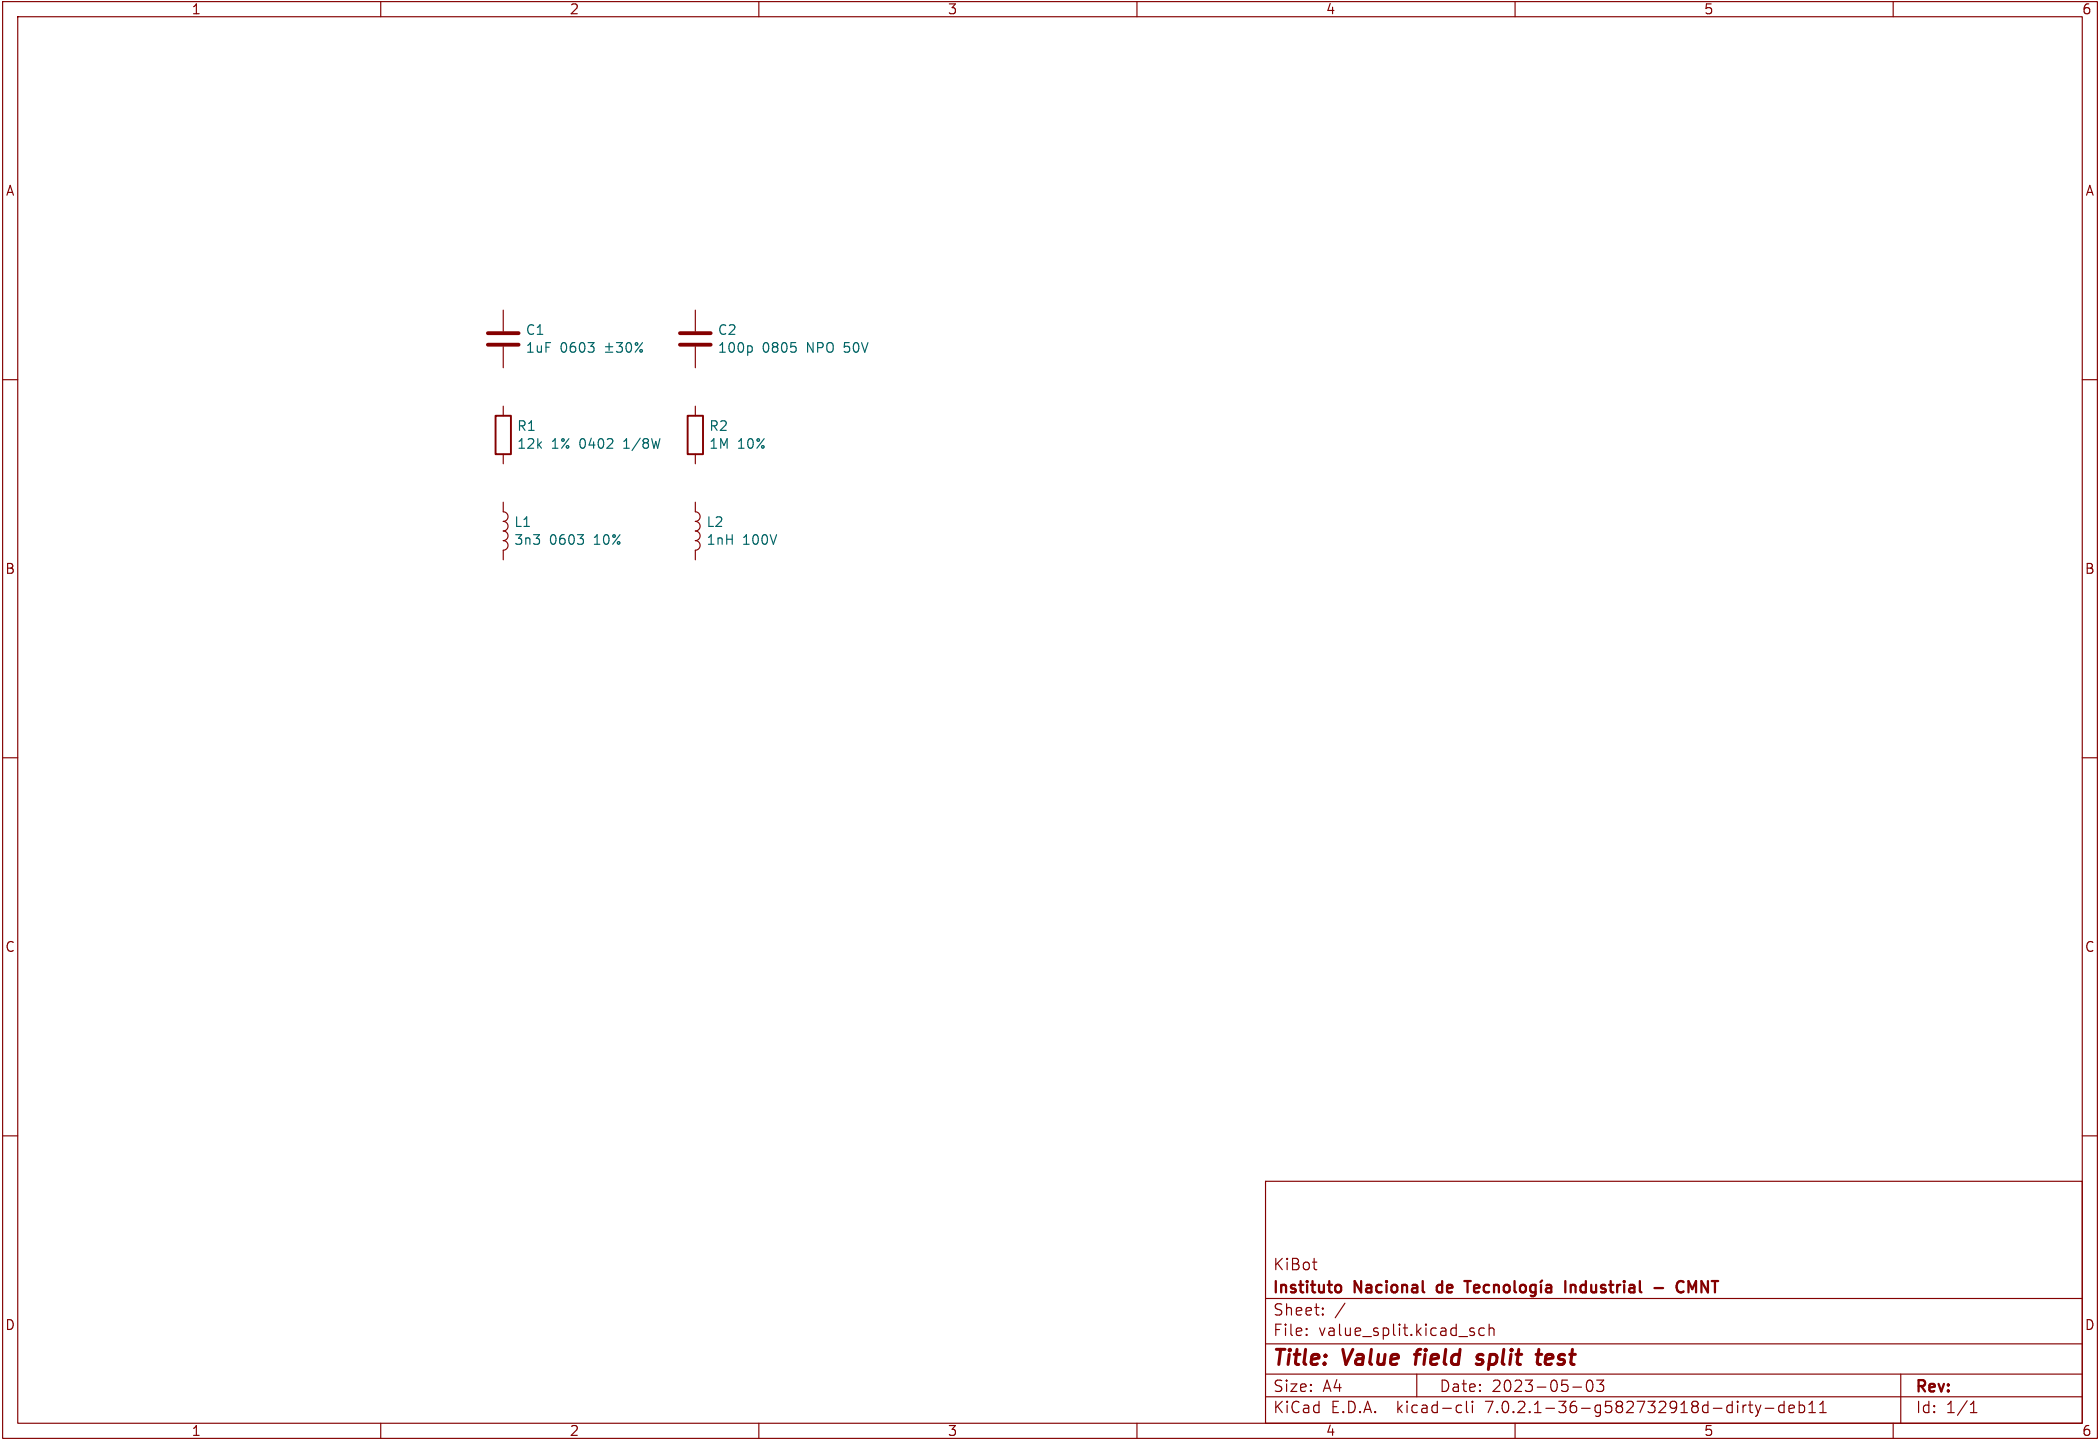 1 2 3 4 5 6
A A
C1 C2
1uF 0603 ±30% 100p 0805 NPO 50V
R1 R2
12k 1% 0402 1/8W 1M 10%
L1 L2
3n3 0603 10% 1nH 100V
B B
C C
KiBot
Instituto Nacional de Tecnología Industrial – CMNT
Sheet: /
File: value_split.kicad_sch
D D
Title: Value field split test
Size: A4 Date: 2023-05-03 Rev:
KiCad E.D.A. kicad-cli 7.0.2.1-36-g582732918d-dirty-deb11 Id: 1/1
1 2 3 4 5 6